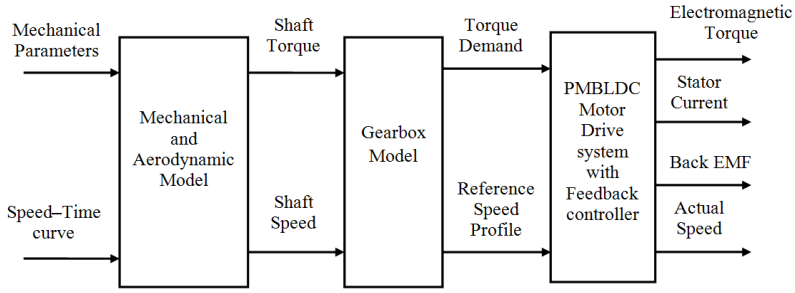 Mechanical
Parameters
Speed–Time
curve
Mechanical
and
Aerodynamic
Model
Shaft
Torque
Shaft
Speed
Gearbox
Model
Torque
Demand
Reference
Speed
Profile
PMBLDC
Motor
Drive
system
with
Feedback
controller
Electromagnetic
Torque
Stator
Current
Back EMF
Actual
Speed